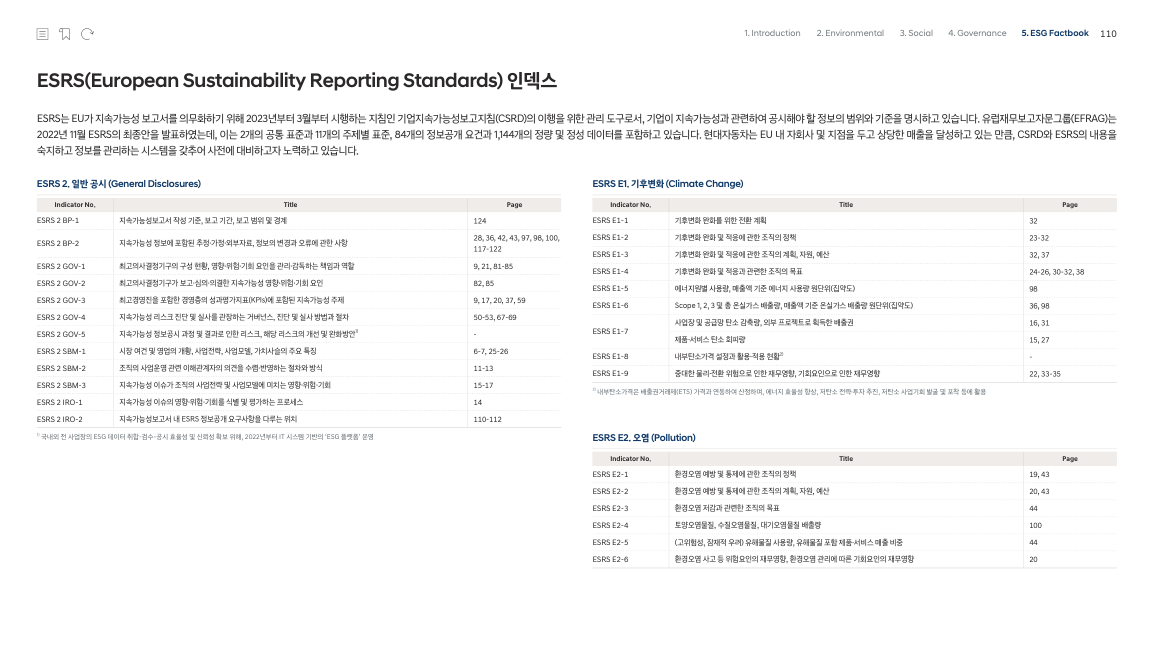 1. Introduction 2. Environmental 3. Social 4. Governance 5. ESG Factbook 110
ESRS(European Sustainability Reporting Standards) 인덱스
ESRS는 EU가 지속가능성 보고서를 의무화하기 위해 2023년부터 3월부터 시행하는 지침인 기업지속가능성보고지침(CSRD)의 이행을 위한 관리 도구로서, 기업이 지속가능성과 관련하여 공시해야 할 정보의 범위와 기준을 명시하고 있습니다. 유럽재무보고자문그룹(EFRAG)는
2022년 11월 ESRS의 최종안을 발표하였는데, 이는 2개의 공통 표준과 11개의 주제별 표준, 84개의 정보공개 요건과 1,144개의 정량 및 정성 데이터를 포함하고 있습니다. 현대자동차는 EU 내 자회사 및 지점을 두고 상당한 매출을 달성하고 있는 만큼, CSRD와 ESRS의 내용을
숙지하고 정보를 관리하는 시스템을 갖추어 사전에 대비하고자 노력하고 있습니다.
ESRS 2. 일반 공시 (General Disclosures)
Indicator No. Title Page
ESRS 2 BP-1 지속가능성보고서 작성 기준, 보고 기간, 보고 범위 및 경계 124
ESRS 2 BP-2 지속가능성 정보에 포함된 추정·가정·외부자료, 정보의 변경과 오류에 관한 사항 28, 36, 42, 43, 97, 98, 100,
117-122
ESRS 2 GOV-1 최고의사결정기구의 구성 현황, 영향·위험·기회 요인을 관리·감독하는 책임과 역할 9, 21, 81-85
ESRS 2 GOV-2 최고의사결정기구가 보고·심의·의결한 지속가능성 영향·위험·기회 요인 82, 85
ESRS 2 GOV-3 최고경영진을 포함한 경영층의 성과평가지표(KPIs)에 포함된 지속가능성 주제 9, 17, 20, 37, 59
ESRS 2 GOV-4 지속가능성 리스크 진단 및 실사를 관장하는 거버넌스, 진단 및 실사 방법과 절차 50-53, 67-69
ESRS 2 GOV-5 지속가능성 정보공시 과정 및 결과로 인한 리스크, 해당 리스크의 개선 및 완화방안1) -
ESRS 2 SBM-1 시장 여건 및 영업의 개황, 사업전략, 사업모델, 가치사슬의 주요 특징 6-7, 25-26
ESRS 2 SBM-2 조직의 사업운영 관련 이해관계자의 의견을 수렴·반영하는 절차와 방식 11-13
ESRS 2 SBM-3 지속가능성 이슈가 조직의 사업전략 및 사업모델에 미치는 영향·위험·기회 15-17
ESRS 2 IRO-1 지속가능성 이슈의 영향·위험·기회를 식별 및 평가하는 프로세스 14
ESRS 2 IRO-2 지속가능성보고서 내 ESRS 정보공개 요구사항을 다루는 위치 110-112
1) 국내외 전 사업장의 ESG 데이터 취합·검수·공시 효율성 및 신뢰성 확보 위해, 2022년부터 IT 시스템 기반의 'ESG 플랫폼' 운영
ESRS E1. 기후변화 (Climate Change)
Indicator No. Title Page
ESRS E1-1 기후변화 완화를 위한 전환 계획 32
ESRS E1-2 기후변화 완화 및 적응에 관한 조직의 정책 23-32
ESRS E1-3 기후변화 완화 및 적응에 관한 조직의 계획, 자원, 예산 32, 37
ESRS E1-4 기후변화 완화 및 적응과 관련한 조직의 목표 24-26, 30-32, 38
ESRS E1-5 에너지원별 사용량, 매출액 기준 에너지 사용량 원단위(집약도) 98
ESRS E1-6 Scope 1, 2, 3 및 총 온실가스 배출량, 매출액 기준 온실가스 배출량 원단위(집약도) 36, 98
ESRS E1-7 사업장 및 공급망 탄소 감축량, 외부 프로젝트로 획득한 배출권 16, 31
제품·서비스 탄소 회피량 15, 27
ESRS E1-8 내부탄소가격 설정과 활용·적용 현황2) -
ESRS E1-9 중대한 물리·전환 위험으로 인한 재무영향, 기회요인으로 인한 재무영향 22, 33-35
2) 내부탄소가격은 배출권거래제(ETS) 가격과 연동하여 산정하며, 에너지 효율성 향상, 저탄소 전략·투자 추진, 저탄소 사업기회 발굴 및 포착 등에 활용
ESRS E2. 오염 (Pollution)
Indicator No. Title Page
ESRS E2-1 환경오염 예방 및 통제에 관한 조직의 정책 19, 43
ESRS E2-2 환경오염 예방 및 통제에 관한 조직의 계획, 자원, 예산 20, 43
ESRS E2-3 환경오염 저감과 관련한 조직의 목표 44
ESRS E2-4 토양오염물질, 수질오염물질, 대기오염물질 배출량 100
ESRS E2-5 (고위험성, 잠재적 우려) 유해물질 사용량, 유해물질 포함 제품·서비스 매출 비중 44
ESRS E2-6 환경오염 사고 등 위험요인의 재무영향, 환경오염 관리에 따른 기회요인의 재무영향 20